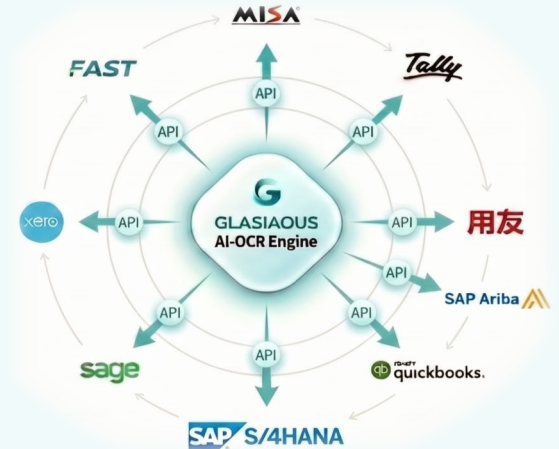 MISA
FAST
Tally
API
API
API
G
GLASIAOUS
AI-OCR Engine
xero
API
API
用友
API
SAP Ariba
API
API
API
sage
qb quickbooks.
SAP S/4HANA